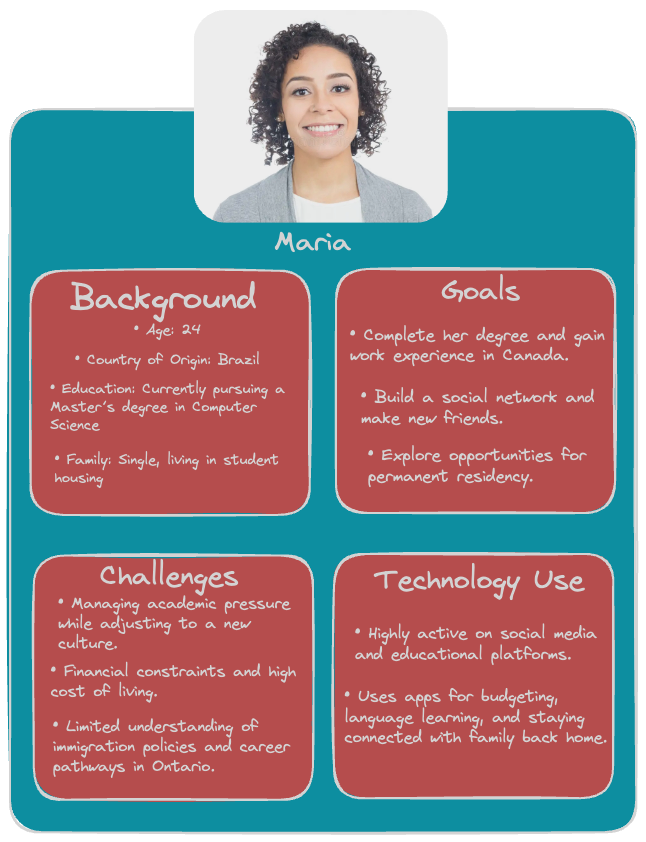 Maria
Background
• Age: 24
• Country of Origin: Brazil
• Education: Currently pursuing a
Master's degree in Computer
Science
• Family: Single, living in student
housing
Goals
• Complete her degree and gain
work experience in Canada.
• Build a social network and
make new friends.
• Explore opportunities for
permanent residency.
Challenges
• Managing academic pressure
while adjusting to a new
culture.
• Financial constraints and high
cost of living.
• Limited understanding of
immigration policies and career
pathways in Ontario.
Technology Use
• Highly active on social media
and educational platforms.
• Uses apps for budgeting,
language learning, and staying
connected with family back home.